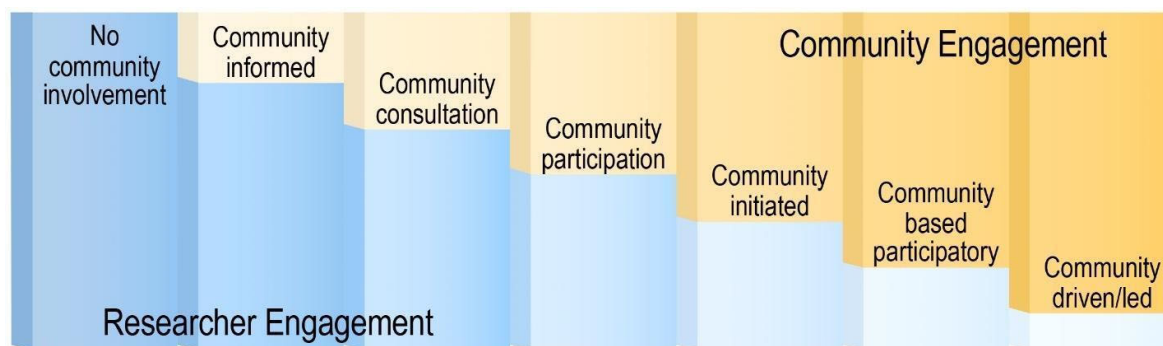 No
community
involvement
Community
informed
Community
consultation
Community
participation
Community
initiated
Community
based
participatory
Community
driven/led
Community Engagement
Researcher Engagement